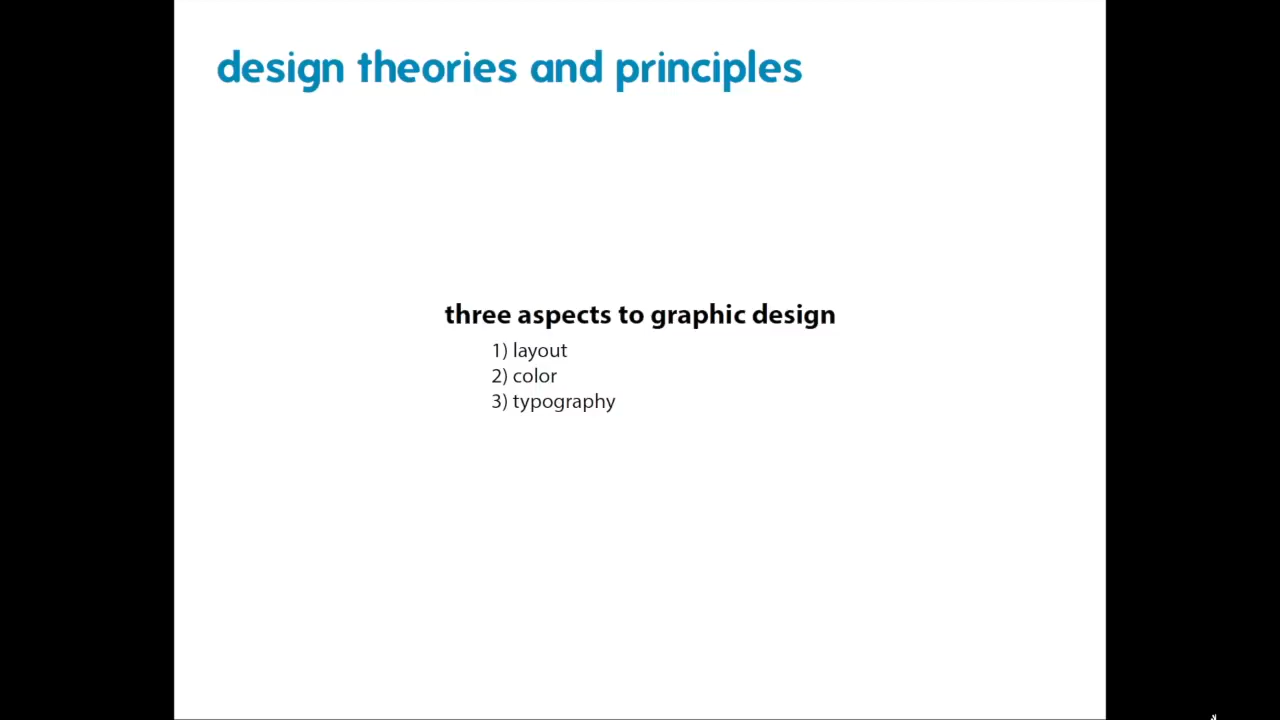 design theories and principles
three aspects to graphic design
1) layout
2) color
3) typography